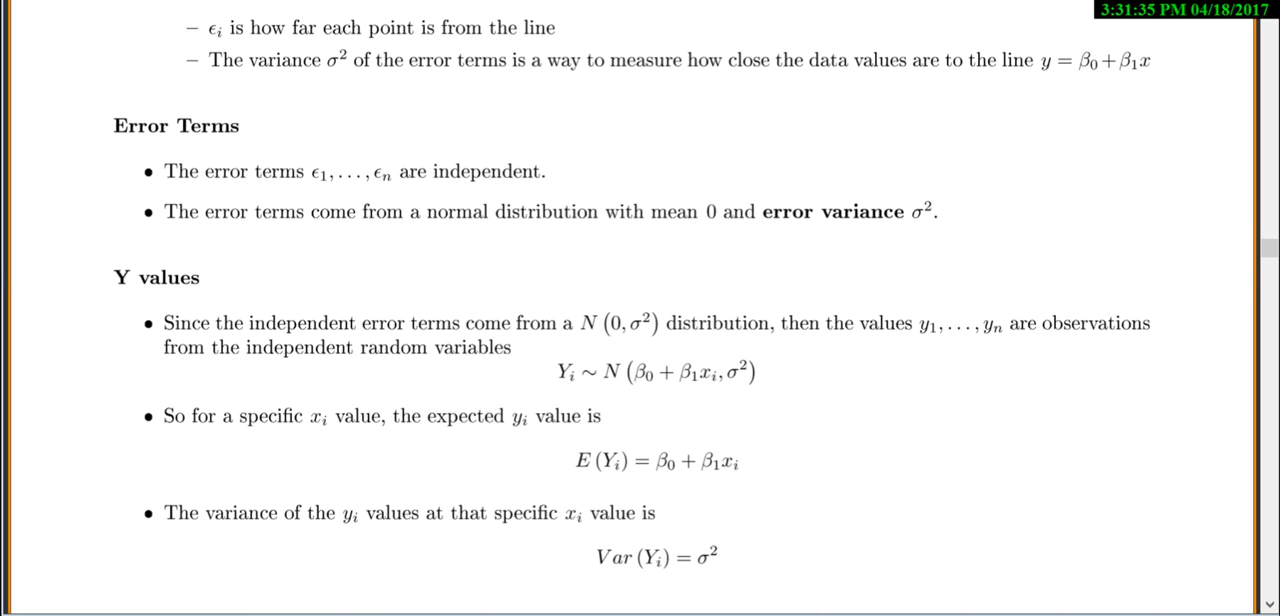 3:31:35 PM 04/18/2017
– ϵᵢ is how far each point is from the line
– The variance σ² of the error terms is a way to measure how close the data values are to the line y = β₀ + β₁x
Error Terms
• The error terms ϵ₁, . . . , ϵₙ are independent.
• The error terms come from a normal distribution with mean 0 and error variance σ².
Y values
• Since the independent error terms come from a N (0, σ²) distribution, then the values y₁, . . . , yₙ are observations
from the independent random variables
Yᵢ ∼ N (β₀ + β₁xᵢ, σ²)
• So for a specific xᵢ value, the expected yᵢ value is
E (Yᵢ) = β₀ + β₁xᵢ
• The variance of the yᵢ values at that specific xᵢ value is
Var (Yᵢ) = σ²